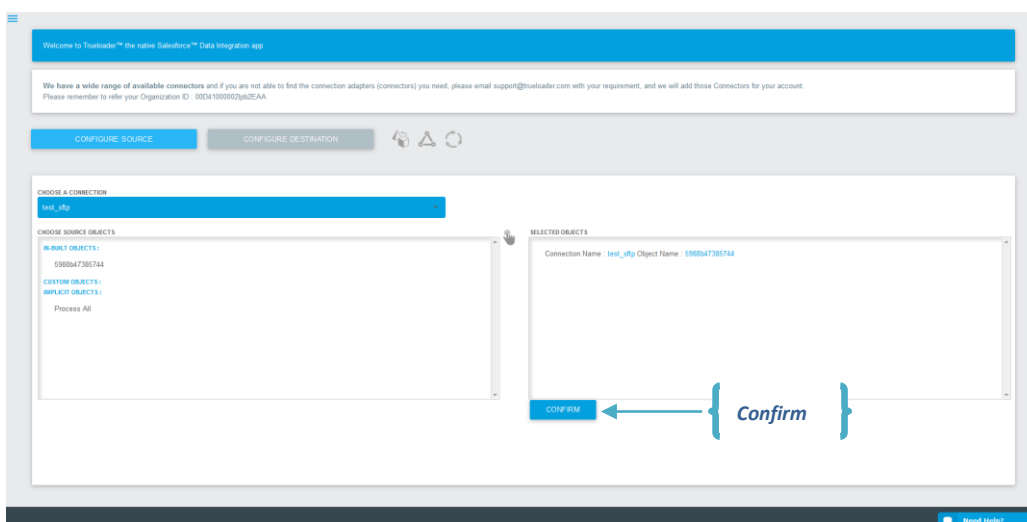 Welcome to Trueloader™ the native Salesforce™ Data Integration app.
We have a wide range of available connectors and if you are not able to find the connection adapters (connectors) you need, please email support@trueloader.com with your requirement, and we will add those Connectors for your account.
Please remember to refer your Organization ID : 00D41000002Ipb2EAA
CONFIGURE SOURCE
CONFIGURE DESTINATION
CHOOSE A CONNECTION
test_sftp
CHOOSE SOURCE OBJECTS
SELECTED OBJECTS
IN-BUILT OBJECTS :
5988b47385744
CUSTOM OBJECTS :
IMPLICIT OBJECTS :
Process All
Connection Name : test_sftp Object Name : 5988b47385744
CONFIRM
Confirm
Need Help?